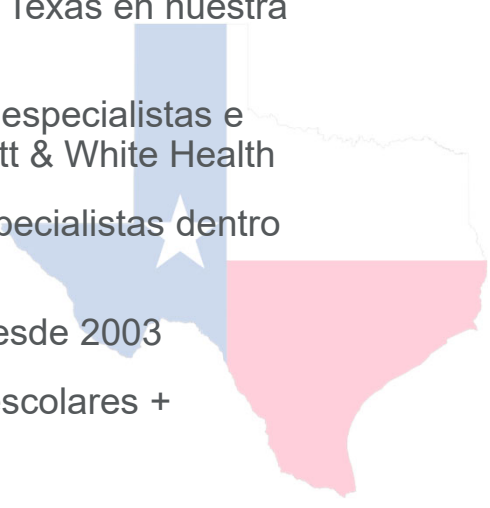 Texas en nuestra
especialistas e
tt & White Health
pecialistas dentro
esde 2003
scolares +